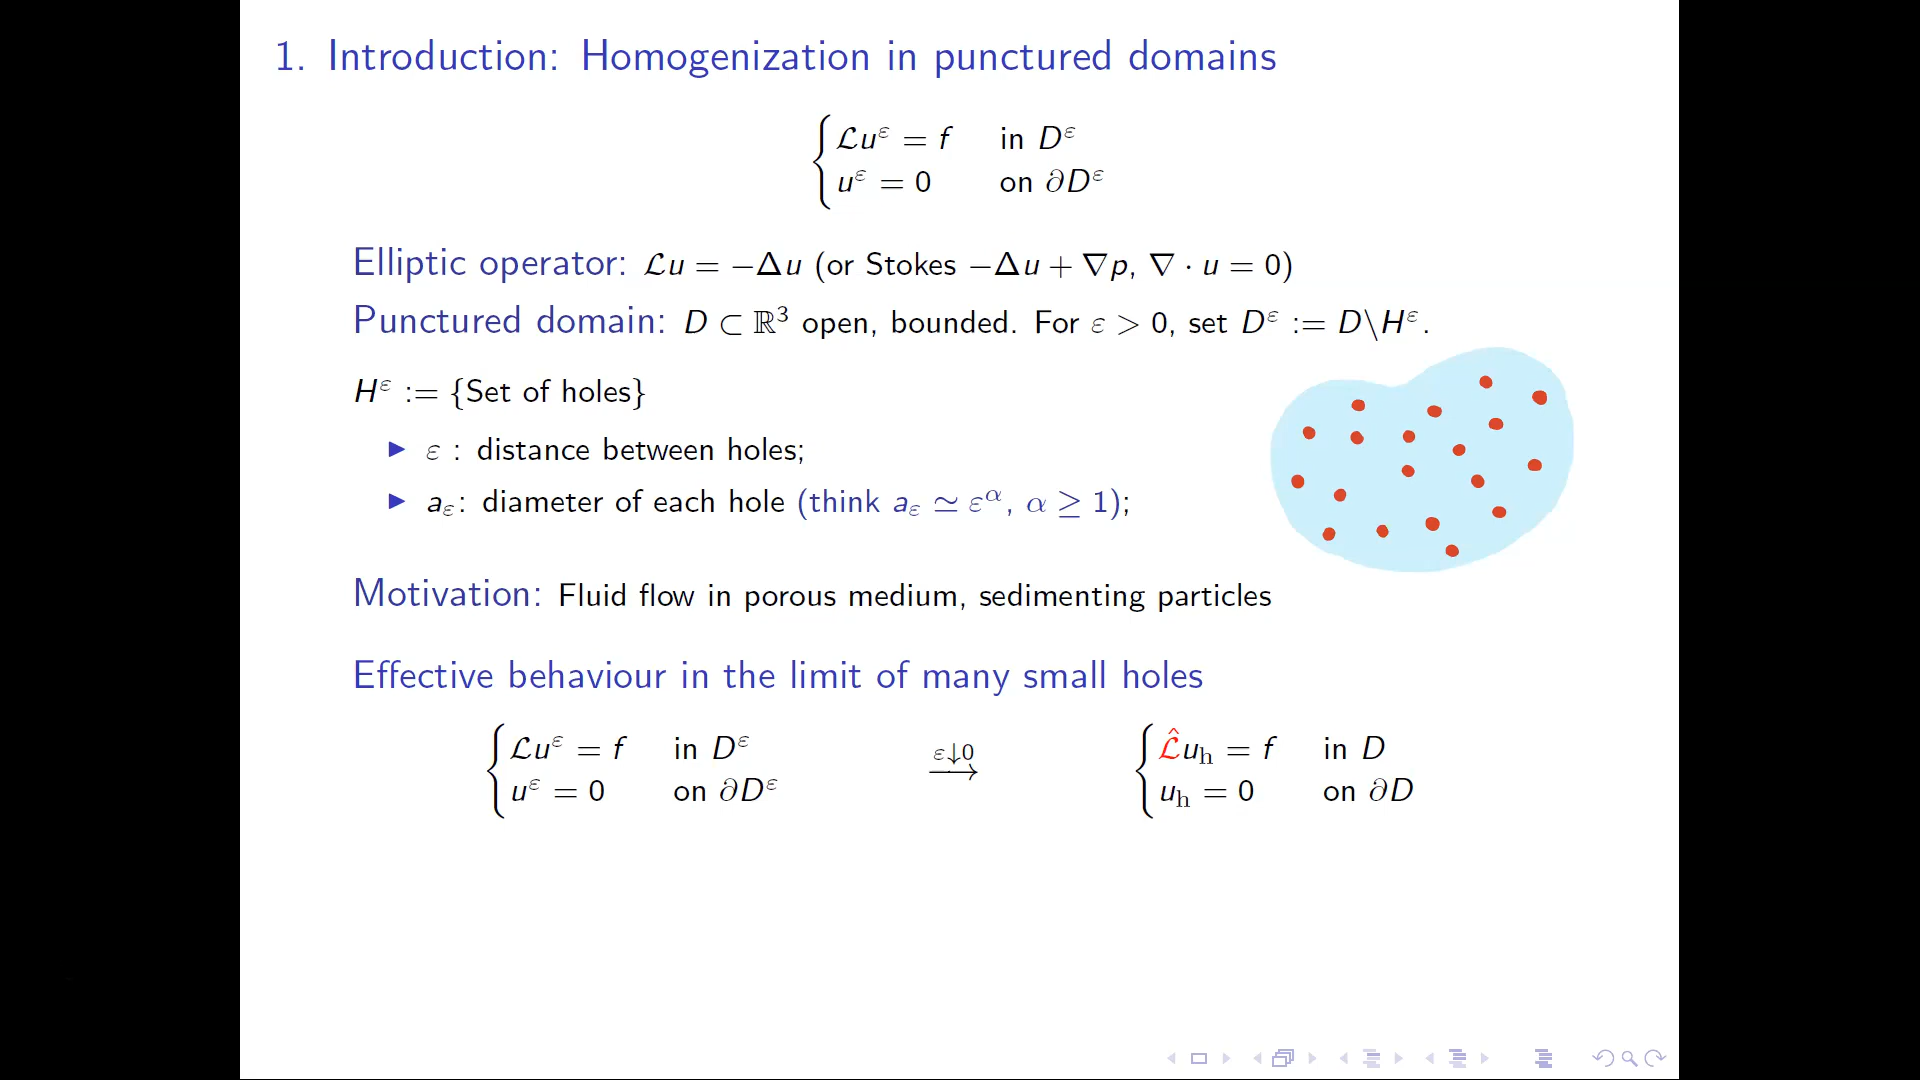 1. Introduction: Homogenization in punctured domains
ℒu^ε = f in D^ε
u^ε = 0 on ∂D^ε
Elliptic operator: ℒu = −Δu (or Stokes −Δu + ∇p, ∇ · u = 0)
Punctured domain: D ⊂ ℝ³ open, bounded. For ε > 0, set D^ε := D\H^ε.
H^ε := {Set of holes}
▶ ε : distance between holes;
▶ a_ε: diameter of each hole (think a_ε ≃ ε^α, α ≥ 1);
Motivation: Fluid flow in porous medium, sedimenting particles
Effective behaviour in the limit of many small holes
ℒu^ε = f in D^ε
u^ε = 0 on ∂D^ε
ε↓0 ⟶
ℒ̂u_h = f in D
u_h = 0 on ∂D